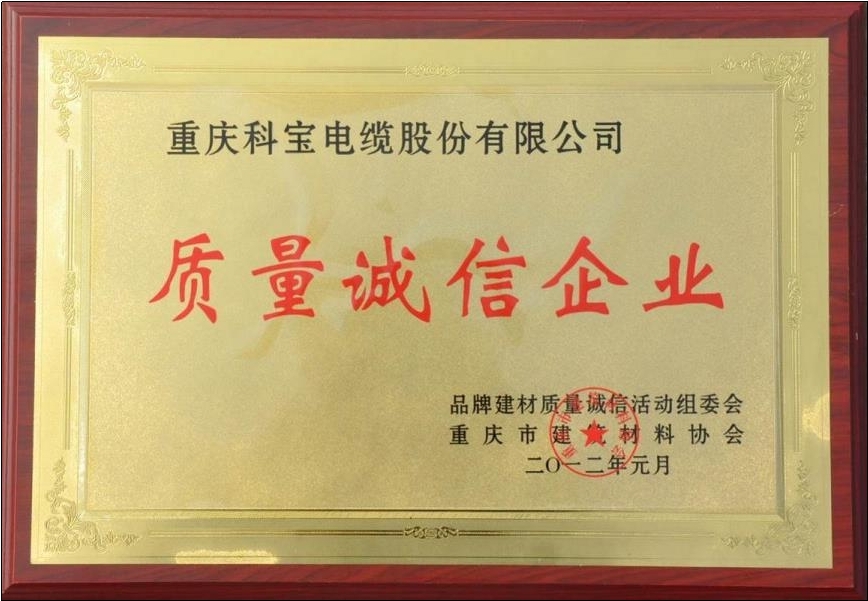 重庆科宝电缆股份有限公司
质量诚信企业
品牌建材质量诚信活动组委会
重庆市建筑材料协会
二O一二年元月